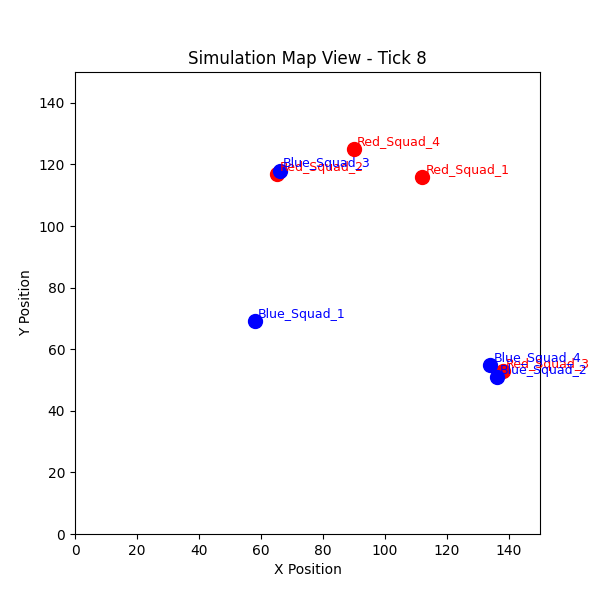 Simulation Map View - Tick 8
Red_Squad_4
Blue_Squad_3
Red_Squad_2
Red_Squad_1
Blue_Squad_1
Blue_Squad_4
Red_Squad_3
Blue_Squad_2
Y Position
140
120
100
80
60
40
20
0
0 20 40 60 80 100 120 140
X Position